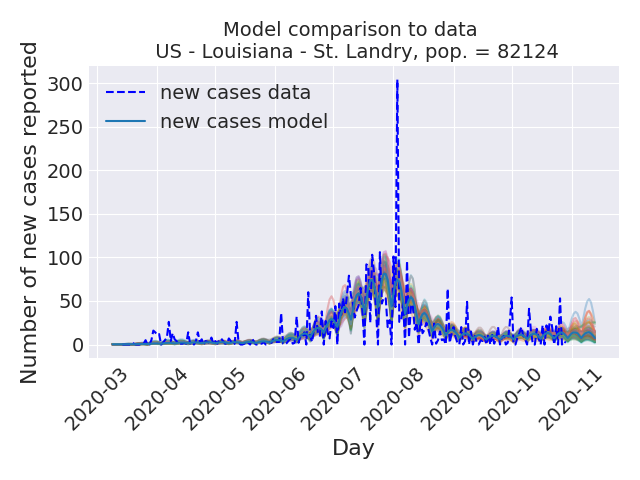 Model comparison to data
US - Louisiana - St. Landry, pop. = 82124
Number of new cases reported
300
250
200
150
100
50
0
new cases data
new cases model
2020-03
2020-04
2020-05
2020-06
2020-07
2020-08
2020-09
2020-10
2020-11
Day